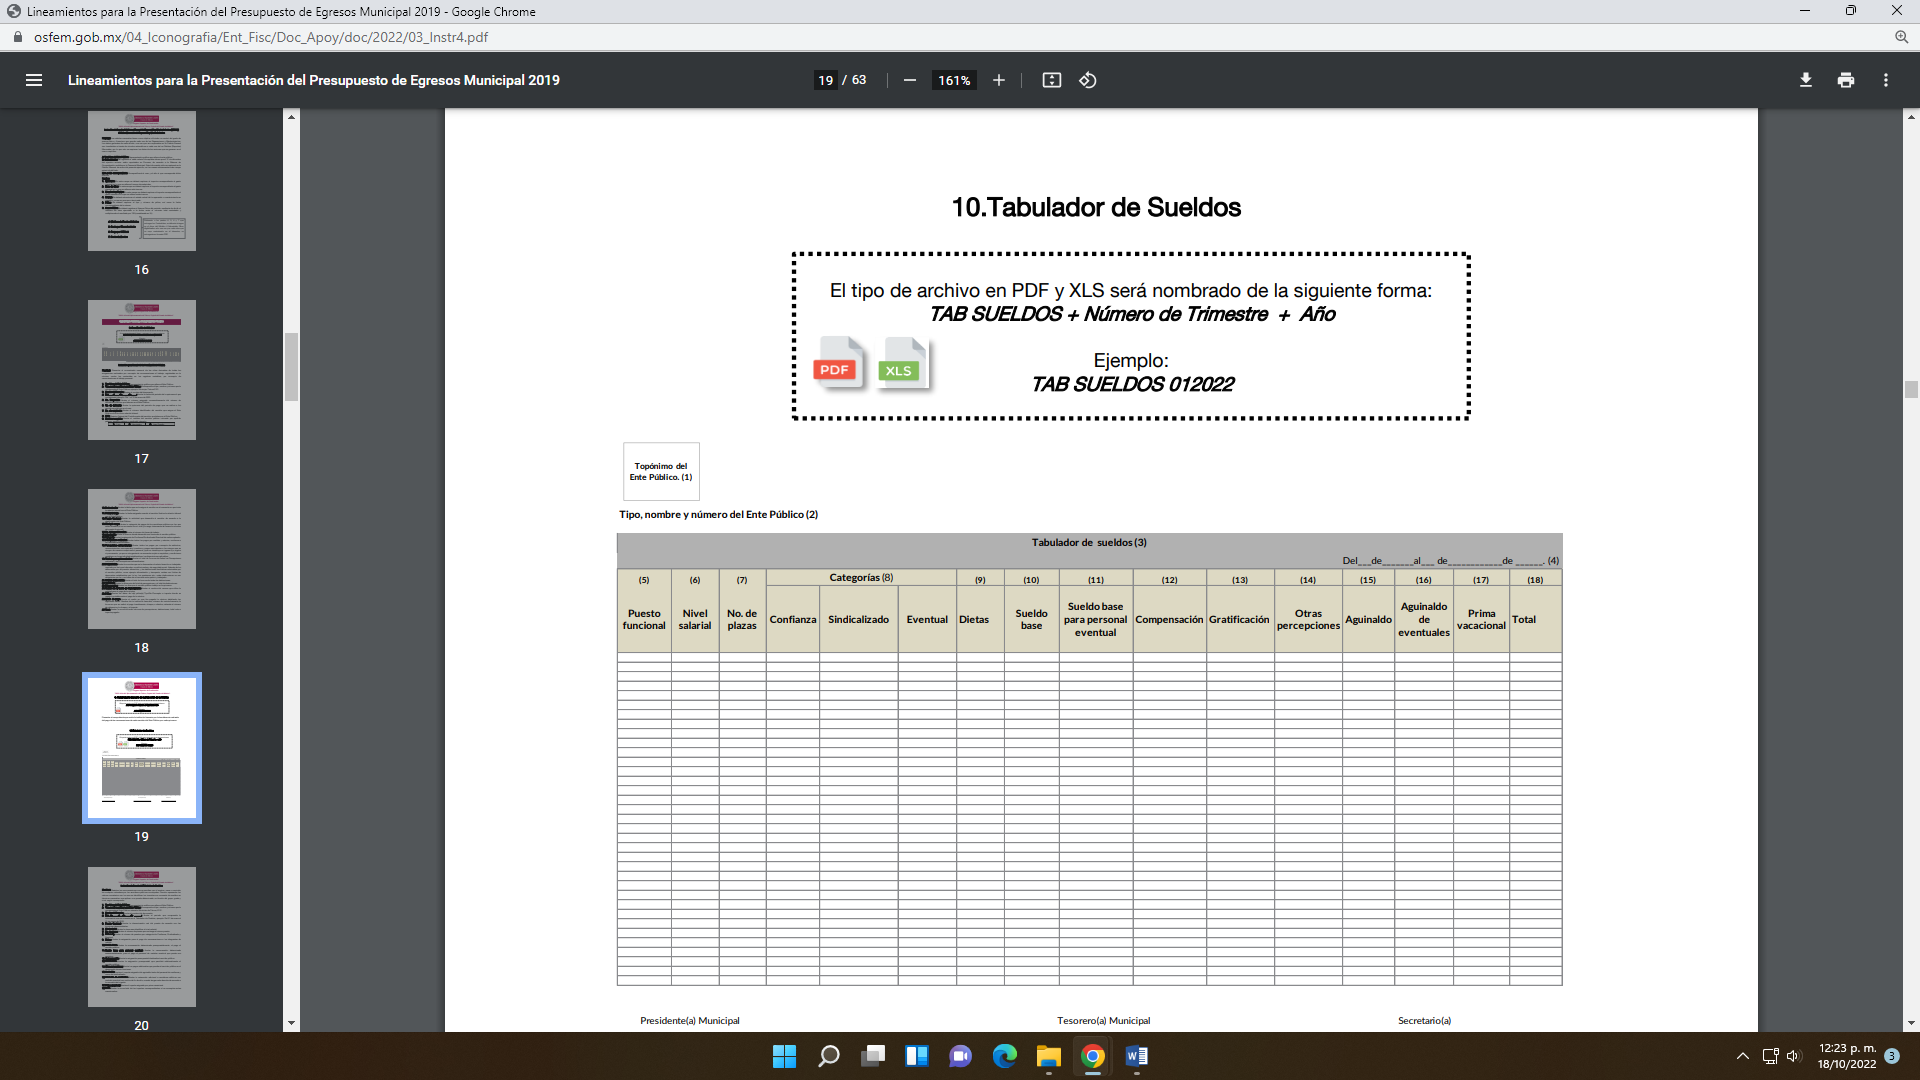 Lineamientos para la Presentación del Presupuesto de Egresos Municipal 2019 - Google Chrome
osfem.gob.mx/04_Iconografia/Ent_Fisc/Doc_Apoy/doc/2022/03_Instr4.pdf
Lineamientos para la Presentación del Presupuesto de Egresos Municipal 2019
19 / 63
161%
16
17
18
19
20
10.Tabulador de Sueldos
El tipo de archivo en PDF y XLS será nombrado de la siguiente forma:
TAB SUELDOS + Número de Trimestre + Año
PDF
XLS
Ejemplo:
TAB SUELDOS 012022
Topónimo del
Ente Público. (1)
Tipo, nombre y número del Ente Público (2)
Tabulador de sueldos (3)
Del___de_______al___ de____________de ______. (4)
(5) (6) (7) Categorías (8) (9) (10) (11) (12) (13) (14) (15) (16) (17) (18)
Puesto funcional
Nivel salarial
No. de plazas
Confianza
Sindicalizado
Eventual
Dietas
Sueldo base
Sueldo base para personal eventual
Compensación
Gratificación
Otras percepciones
Aguinaldo
Aguinaldo de eventuales
Prima vacacional
Total
Presidente(a) Municipal
Tesorero(a) Municipal
Secretario(a)
12:23 p. m.
18/10/2022
3